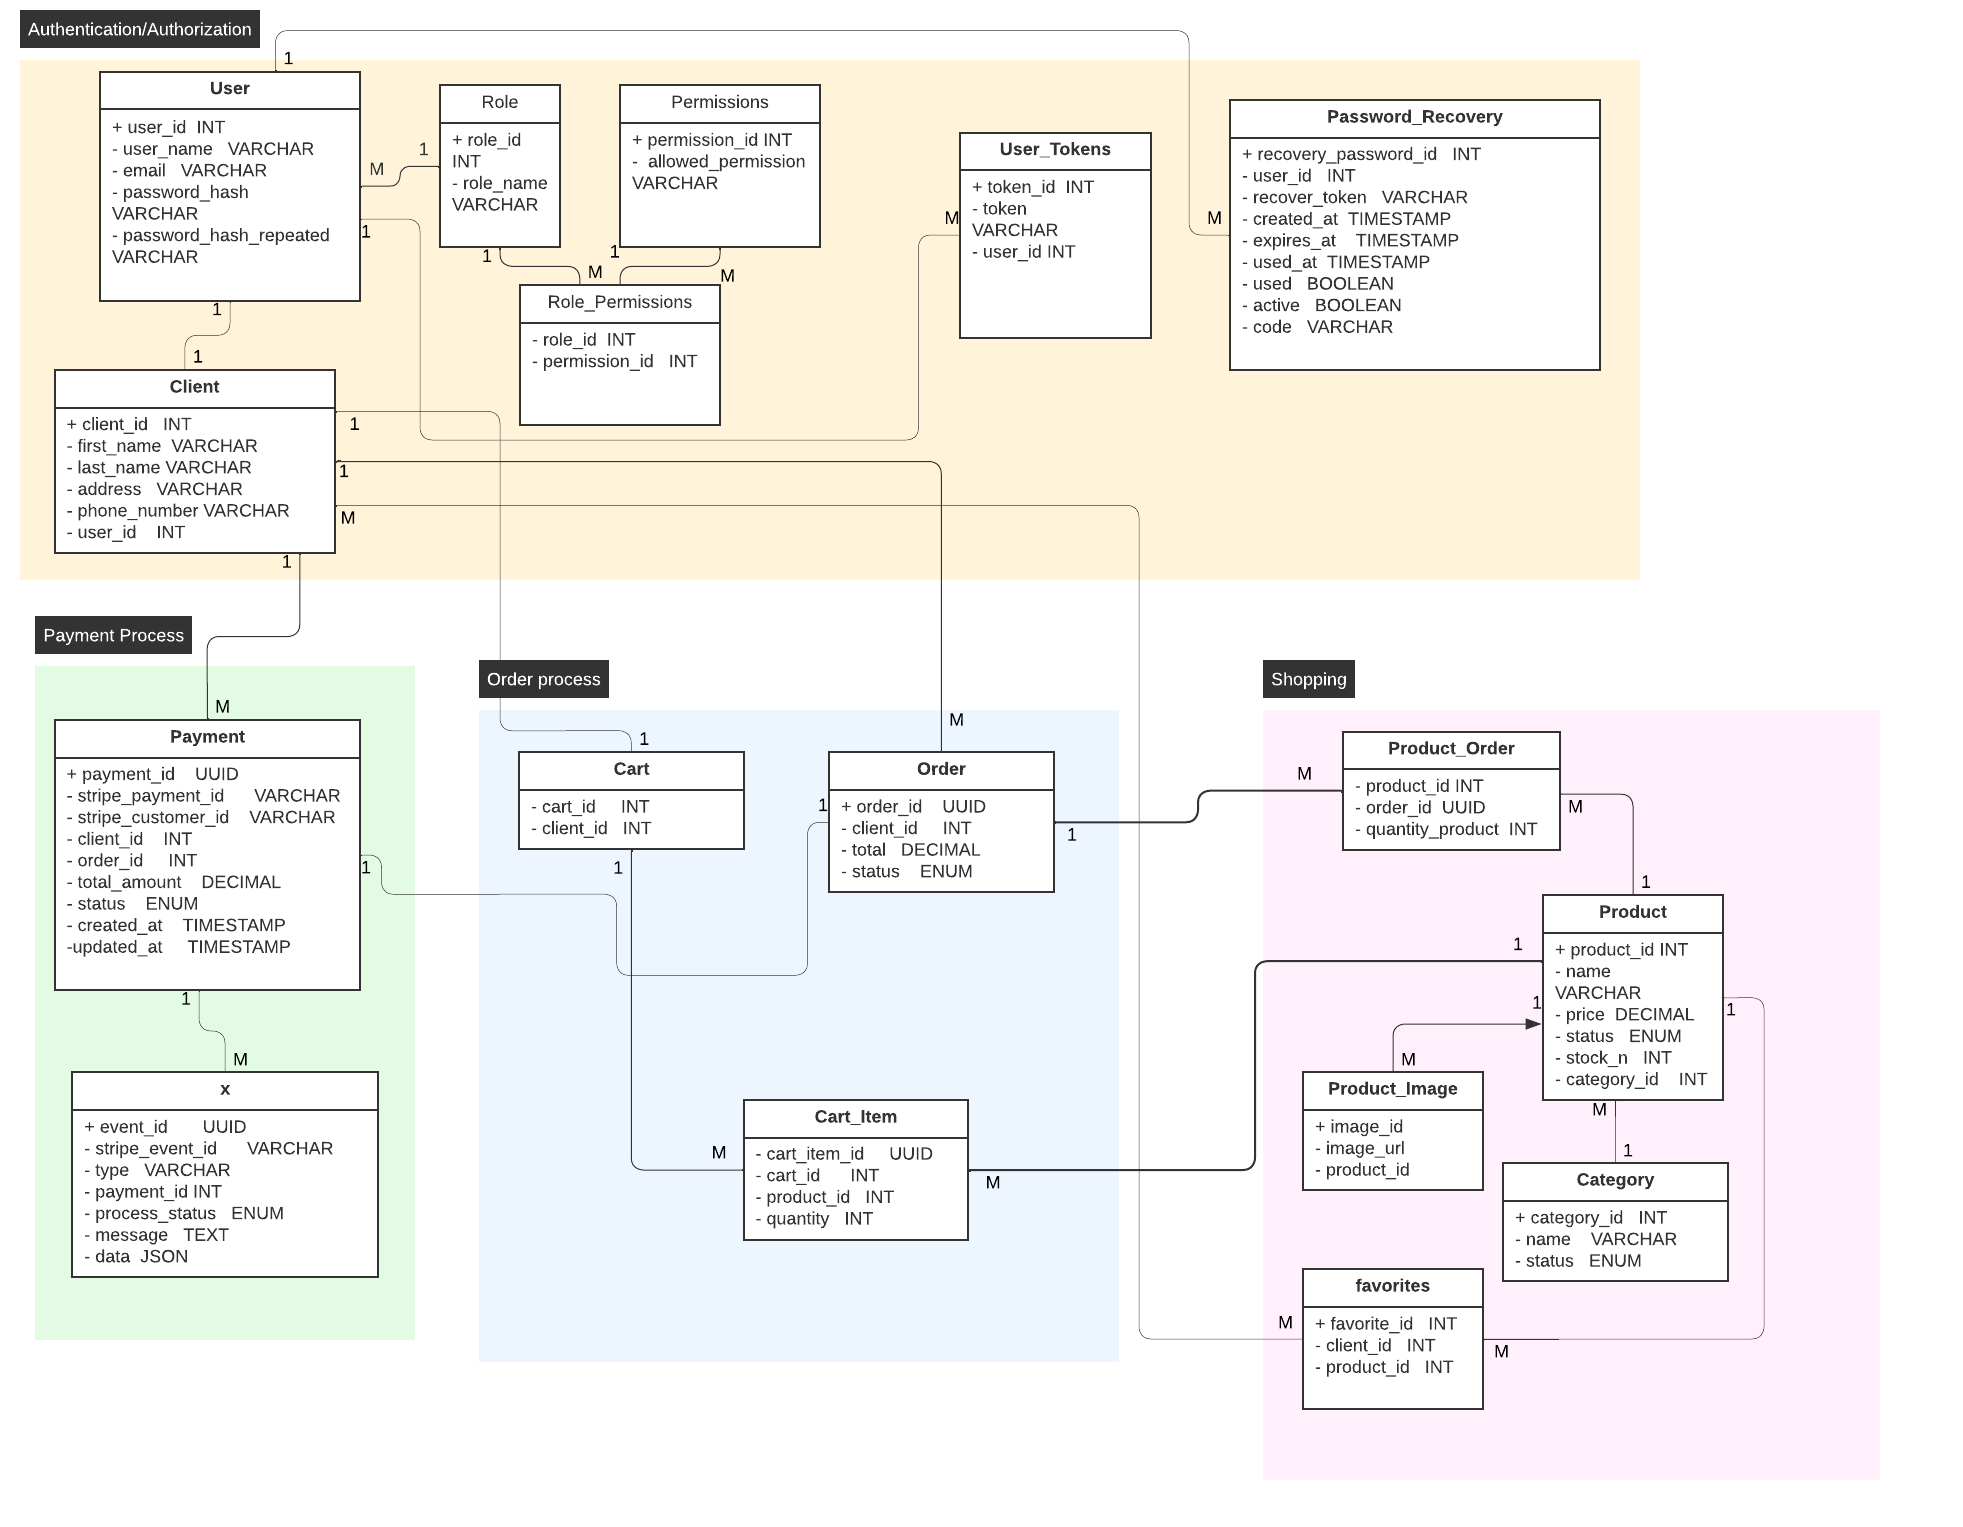 Authentication/Authorization
1
User
+ user_id INT
- user_name VARCHAR
- email VARCHAR
- password_hash
VARCHAR
- password_hash_repeated
VARCHAR
M
1
1
1
Role
+ role_id
INT
- role_name
VARCHAR
1
M
Permissions
+ permission_id INT
- allowed_permission
VARCHAR
1
M
Role_Permissions
- role_id INT
- permission_id INT
User_Tokens
+ token_id INT
- token
VARCHAR
- user_id INT
M
Password_Recovery
+ recovery_password_id INT
- user_id INT
- recover_token VARCHAR
- created_at TIMESTAMP
- expires_at TIMESTAMP
- used_at TIMESTAMP
- used BOOLEAN
- active BOOLEAN
- code VARCHAR
M
1
Client
+ client_id INT
- first_name VARCHAR
- last_name VARCHAR
- address VARCHAR
- phone_number VARCHAR
- user_id INT
1
1
M
1
Payment Process
M
Payment
+ payment_id UUID
- stripe_payment_id VARCHAR
- stripe_customer_id VARCHAR
- client_id INT
- order_id INT
- total_amount DECIMAL
- status ENUM
- created_at TIMESTAMP
-updated_at TIMESTAMP
1
1
M
x
+ event_id UUID
- stripe_event_id VARCHAR
- type VARCHAR
- payment_id INT
- process_status ENUM
- message TEXT
- data JSON
Order process
1
Cart
- cart_id INT
- client_id INT
1
M
Order
+ order_id UUID
- client_id INT
- total DECIMAL
- status ENUM
1
1
M
Cart_Item
- cart_item_id UUID
- cart_id INT
- product_id INT
- quantity INT
M
Shopping
M
Product_Order
- product_id INT
- order_id UUID
- quantity_product INT
M
1
Product
+ product_id INT
- name
VARCHAR
- price DECIMAL
- status ENUM
- stock_n INT
- category_id INT
1
1
1
M
M
Product_Image
+ image_id
- image_url
- product_id
1
Category
+ category_id INT
- name VARCHAR
- status ENUM
M
favorites
+ favorite_id INT
- client_id INT
- product_id INT
M